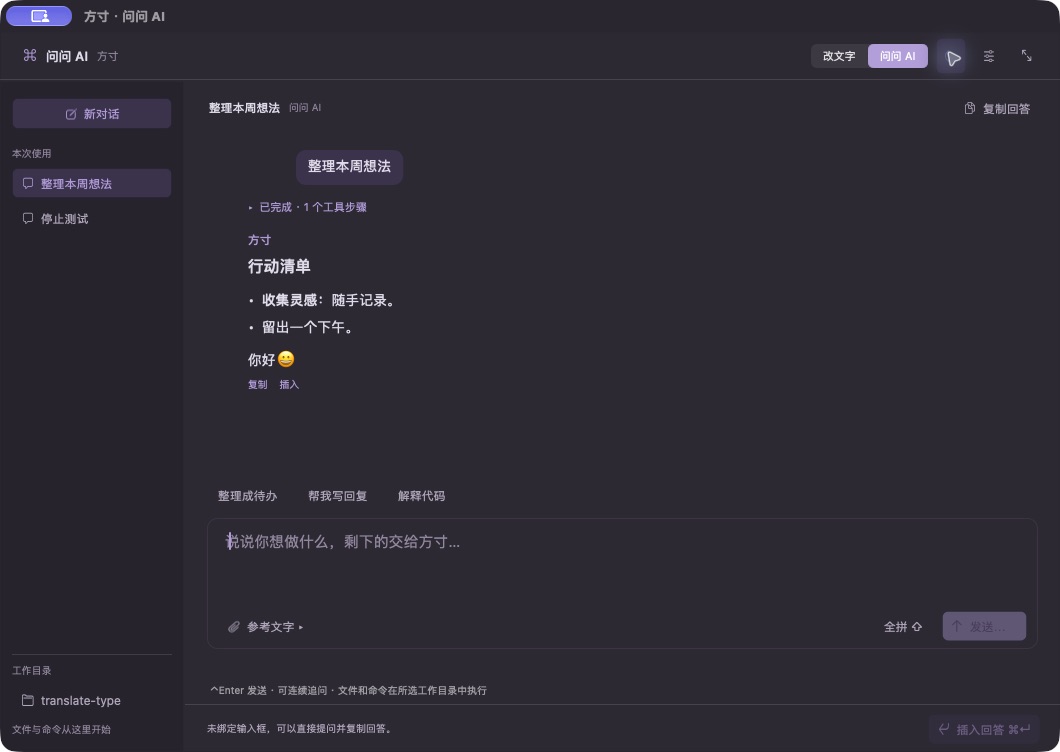 方寸 · 问问 AI
⌘ 问问 AI 方寸
改文字 问问 AI
新对话
本次使用
整理本周想法
停止测试
工作目录
translate-type
文件与命令从这里开始
整理本周想法 问问 AI
复制回答
整理本周想法
▸ 已完成 · 1 个工具步骤
方寸
行动清单
• 收集灵感：随手记录。
• 留出一个下午。
你好😀
复制 插入
整理成待办 帮我写回复 解释代码
说说你想做什么，剩下的交给方寸…
参考文字 ▸
全拼 ⇧
↑ 发送…
^Enter 发送 · 可连续追问 · 文件和命令在所选工作目录中执行
未绑定输入框，可以直接提问并复制回答。
插入回答 ⌘↵